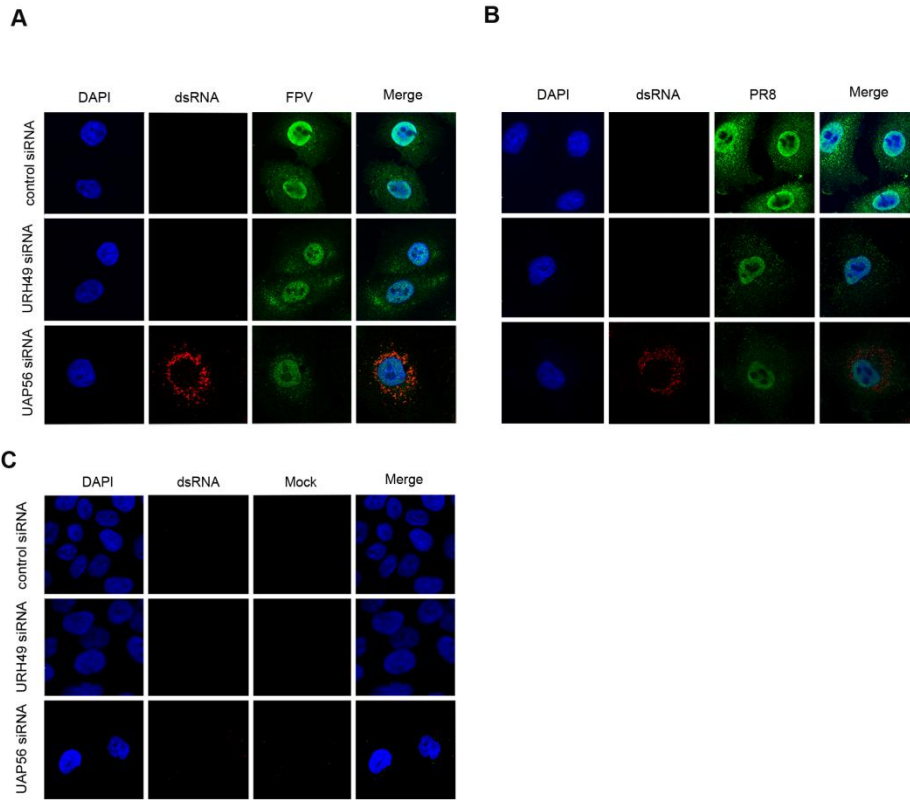 A
DAPI dsRNA FPV Merge
control siRNA
URH49 siRNA
UAP56 siRNA
B
DAPI dsRNA PR8 Merge
C
DAPI dsRNA Mock Merge
control siRNA
URH49 siRNA
UAP56 siRNA